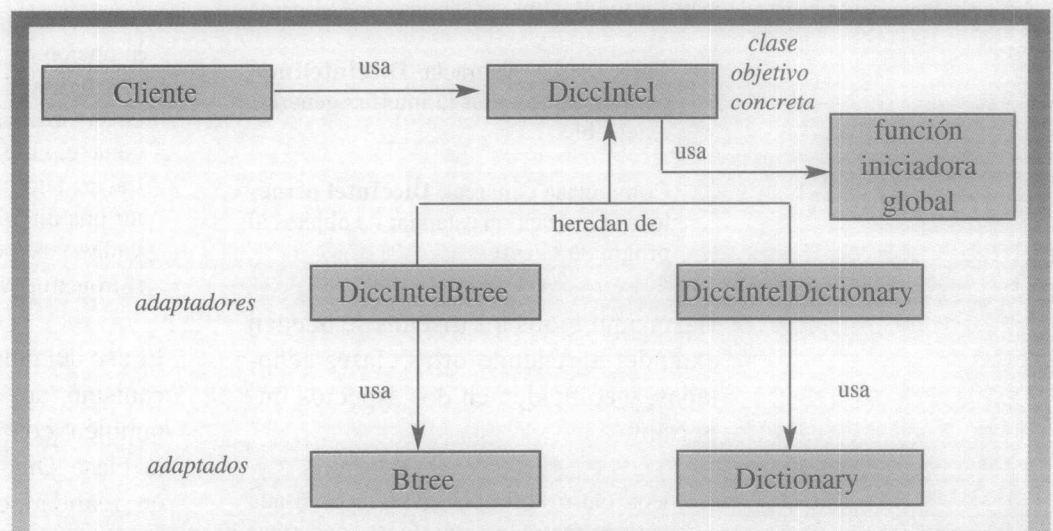 usa
clase
objetivo
concreta
Cliente
DiccIntel
función
iniciadora
global
usa
heredan de
adaptadores
DiccIntelBtree
DiccIntelDictionary
usa
usa
adaptados
Btree
Dictionary